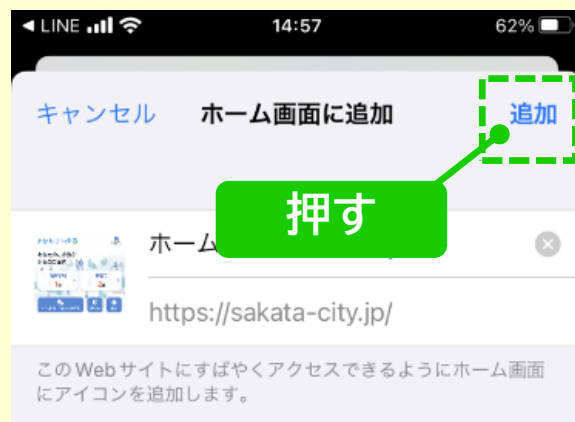 ◀ LINE 14:57 62%
キャンセル ホーム画面に追加 追加
押す
ホーム
https://sakata-city.jp/
このWebサイトにすばやくアクセスできるようにホーム画面
にアイコンを追加します。